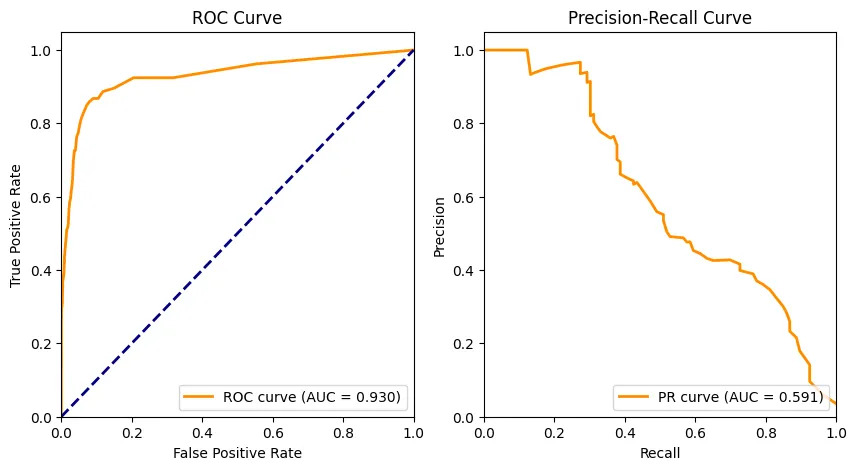 ROC Curve
True Positive Rate
1.0
0.8
0.6
0.4
0.2
0.0
0.0 0.2 0.4 0.6 0.8 1.0
False Positive Rate
ROC curve (AUC = 0.930)
Precision-Recall Curve
Precision
1.0
0.8
0.6
0.4
0.2
0.0
0.0 0.2 0.4 0.6 0.8 1.0
Recall
PR curve (AUC = 0.591)